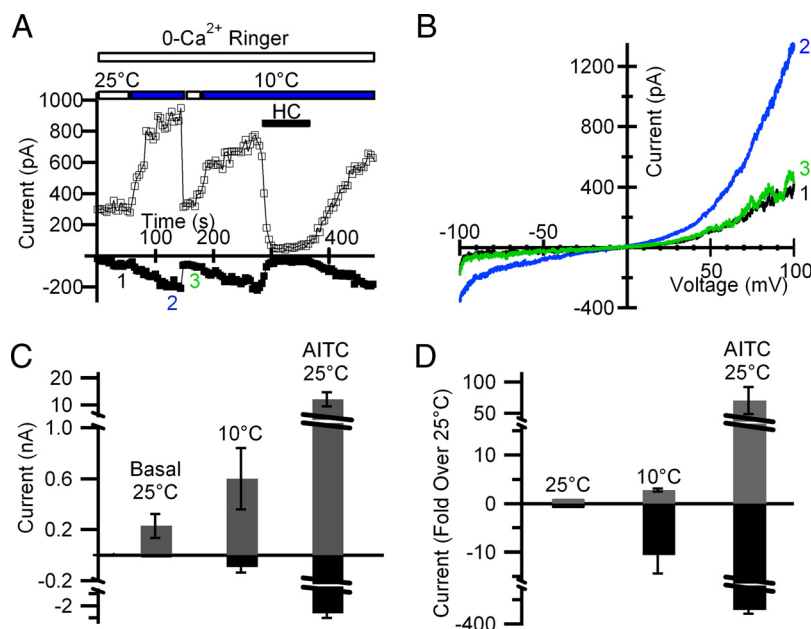 A
0-Ca2+ Ringer
25°C 10°C
HC
1000
800
600
400
200
-200
Current (pA)
Time (s)
100 200 400
1 2 3
B
2
3
1
1200
800
400
-400
Current (pA)
-100 -50 50 100
Voltage (mV)
C
AITC
25°C
10°C
Basal
25°C
20
10
1.0
0.6
0.2
-0.2
-2
Current (nA)
D
AITC
25°C
10°C
25°C
100
50
10
0
-10
-400
Current (Fold Over 25°C)